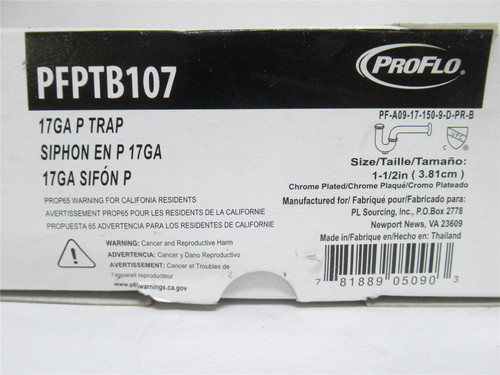 PFPTB107
PROFLO®
17GA P TRAP
SIPHON EN P 17GA
17GA SIFÓN P
PROP65 WARNING FOR CALIFONIA RESIDENTS
AVERTISSEMENT PROP65 POUR LES RESIDENTS DE LA CALIFORNIE
PROPUESTA 65 ADVERTENCIA PARA LOS RESIDENTES DE CALIFORNIE
WARNING: Cancer and Reproductive Harm
ADVERTENCIA: Cancer y Dano Reproductivo
AVERTISSEMENT: Cancer et Troubles de
l'appareil reproducteur
www.p65warnings.ca.gov
PF-A09-17-150-9-D-PR-B
Size/Taille/Tamaño:
1-1/2in ( 3.81cm )
Chrome Plated/Chrome Plaqué/Cromo Plateado
Manufactured for/ Fabriqué pour/Fabricado para:
PL Sourcing, Inc., P.O.Box 2778
Newport News, VA 23609
Made in/Fabrique en/Hecho en: Thailand
7 81889 05090 3